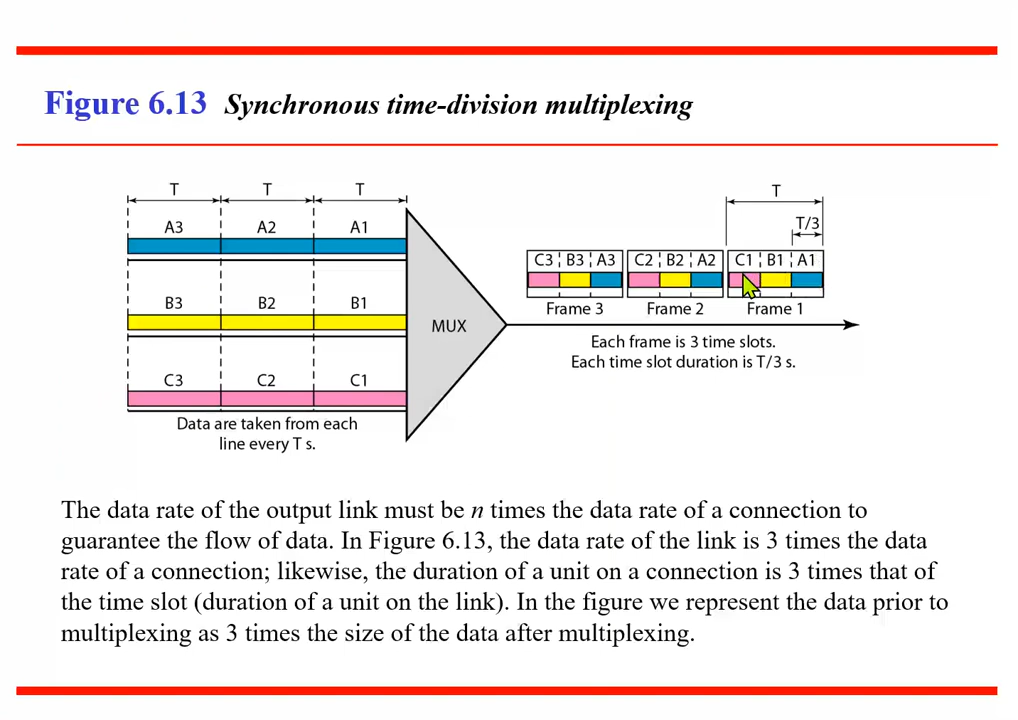 Figure 6.13 Synchronous time-division multiplexing
T T T
A3 A2 A1
B3 B2 B1
C3 C2 C1
Data are taken from each
line every T s.
MUX
T
T/3
C3 B3 A3 C2 B2 A2 C1 B1 A1
Frame 3 Frame 2 Frame 1
Each frame is 3 time slots.
Each time slot duration is T/3 s.
The data rate of the output link must be n times the data rate of a connection to
guarantee the flow of data. In Figure 6.13, the data rate of the link is 3 times the data
rate of a connection; likewise, the duration of a unit on a connection is 3 times that of
the time slot (duration of a unit on the link). In the figure we represent the data prior to
multiplexing as 3 times the size of the data after multiplexing.